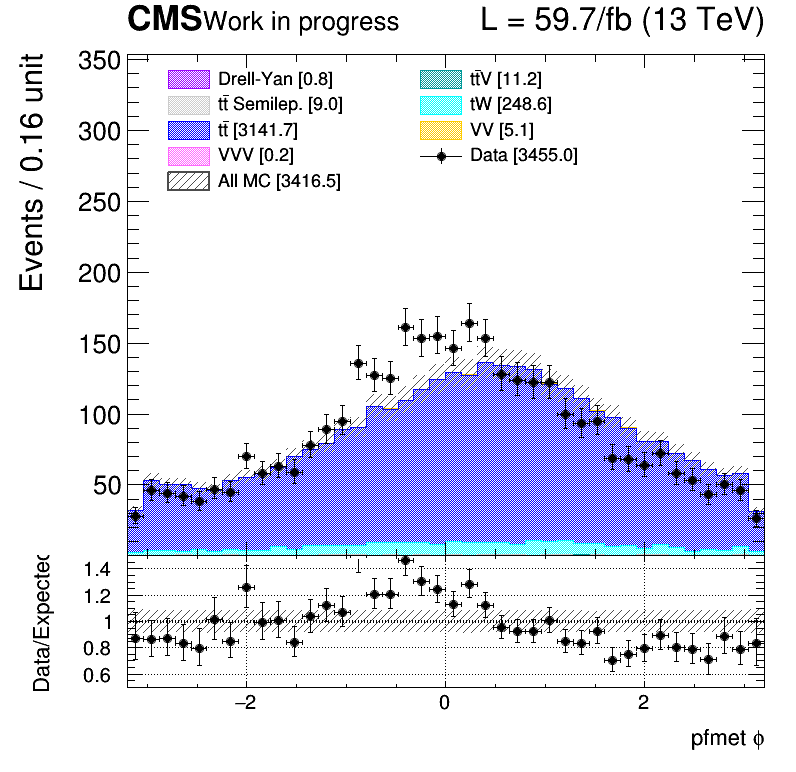 CMS Work in progress L = 59.7/fb (13 TeV)
Events / 0.16 unit
350
300
250
200
150
100
50
Drell-Yan [0.8]
tt̄ Semilep. [9.0]
tt̄ [3141.7]
VVV [0.2]
All MC [3416.5]
tt̄V [11.2]
tW [248.6]
VV [5.1]
Data [3455.0]
Data/Expected
1.4
1.2
1
0.8
0.6
−2 0 2
pfmet ϕ